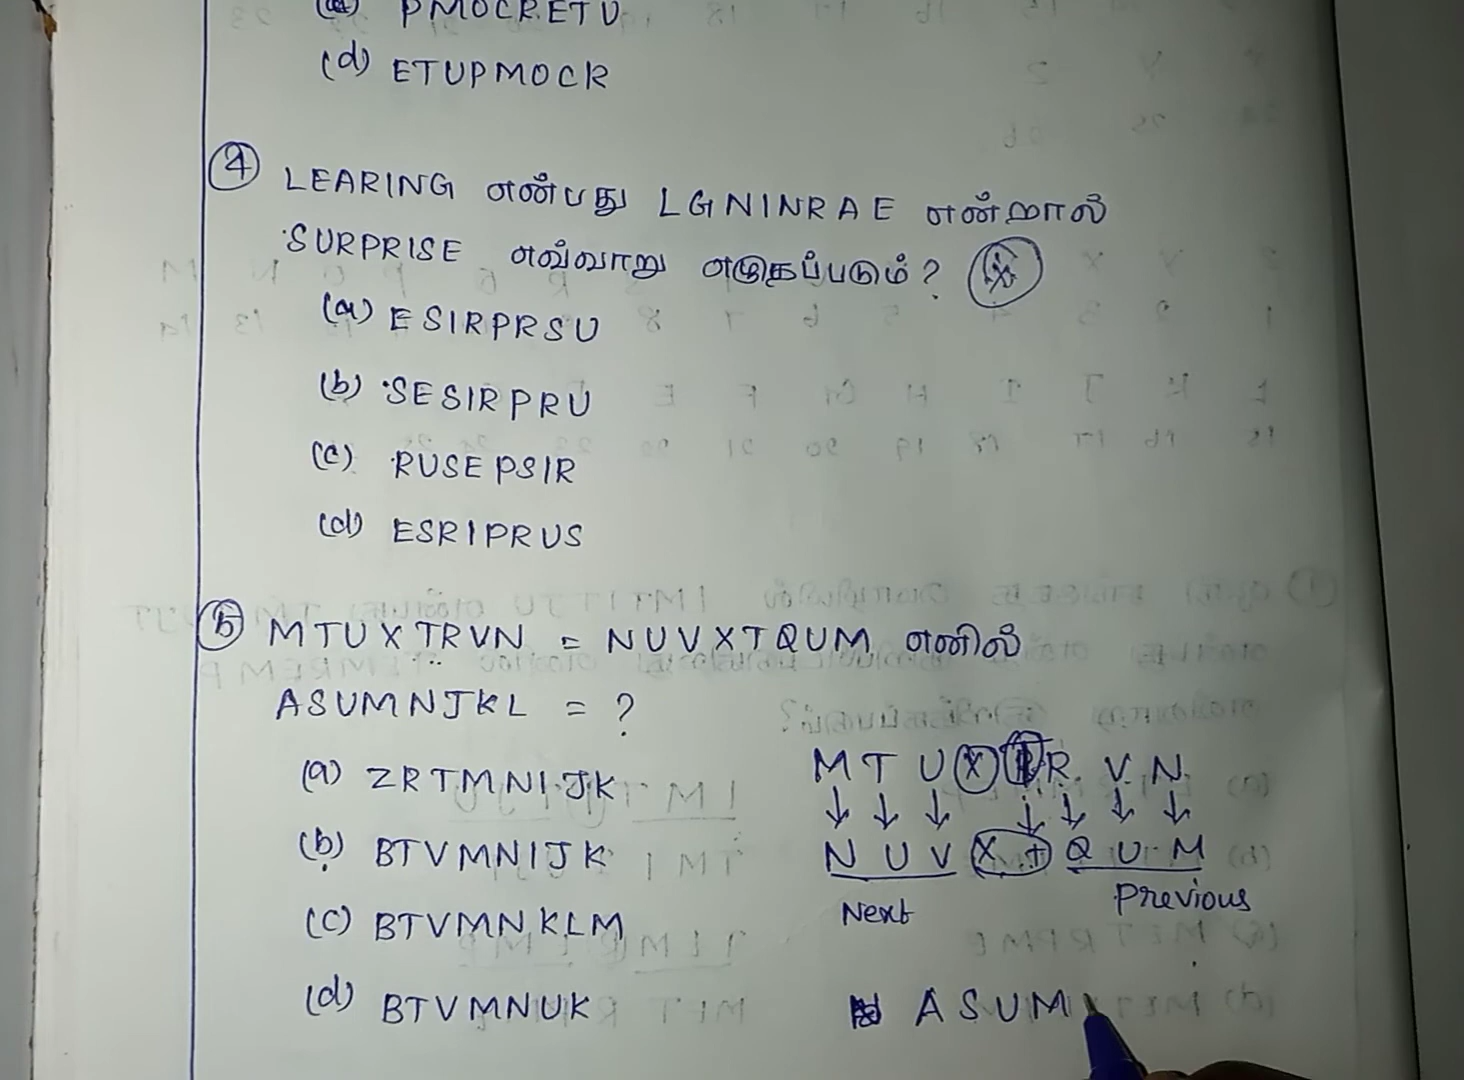 PMOCRETU
(d) ETUPMOCR
4 LEARING என்பது LGNINRAE என்றால்
SURPRISE எவ்வாறு எழுதப்படும்?
(a) ESIRPRSU
(b) SESIRPRU
(c) RUSEPSIR
(d) ESRIPRUS
5 MTUXTRVN = NUVXTQUM எனில்
ASUMNJKL = ?
(a) ZRTMNIJK
(b) BTVMNIJK
(c) BTVMNKLM
(d) BTVMNUK
M T U X T R V N
N U V X T Q U M
Next Previous
A S U M